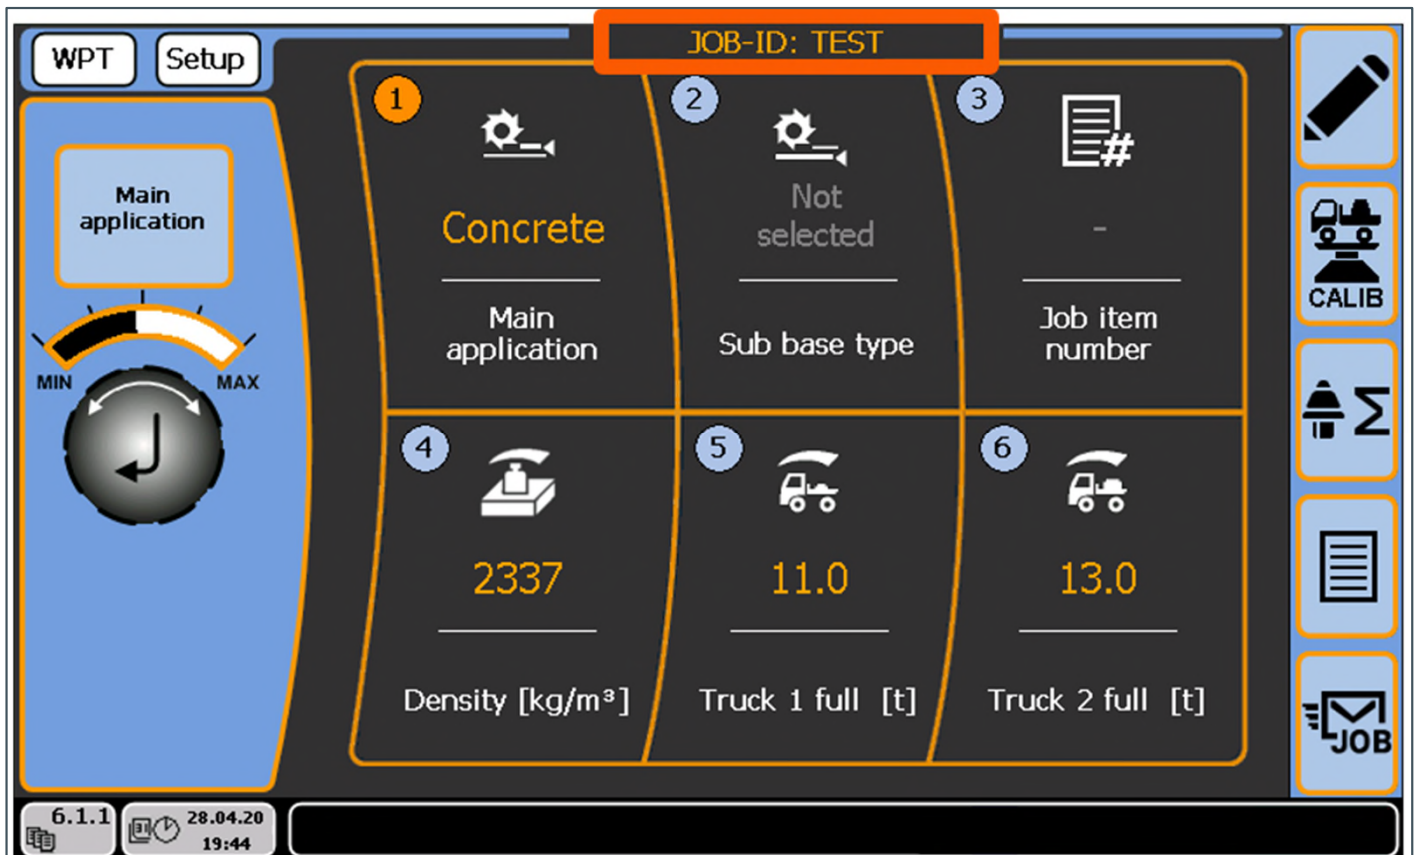 WPT
Setup
JOB-ID: TEST
Main
application
MIN
MAX
1
Concrete
Main
application
2
Not
selected
Sub base type
3
#
-
Job item
number
4
2337
Density [kg/m³]
5
11.0
Truck 1 full [t]
6
13.0
Truck 2 full [t]
CALIB
Σ
JOB
6.1.1
31
28.04.20
19:44